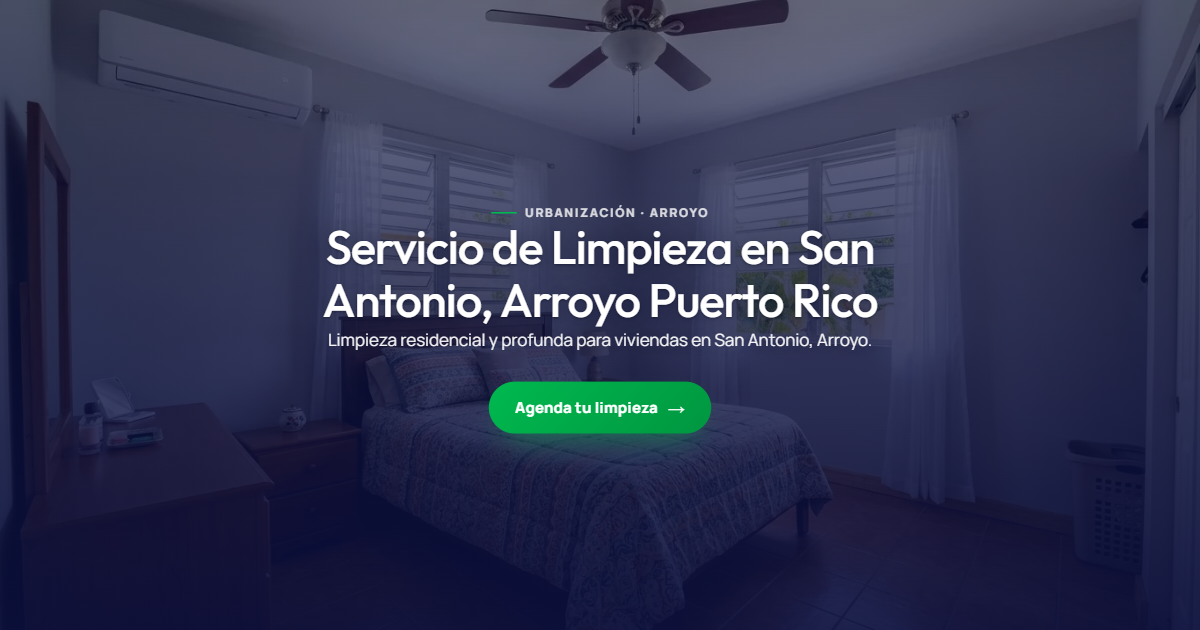 URBANIZACIÓN · ARROYO
Servicio de Limpieza en San
Antonio, Arroyo Puerto Rico
Limpieza residencial y profunda para viviendas en San Antonio, Arroyo.
Agenda tu limpieza →